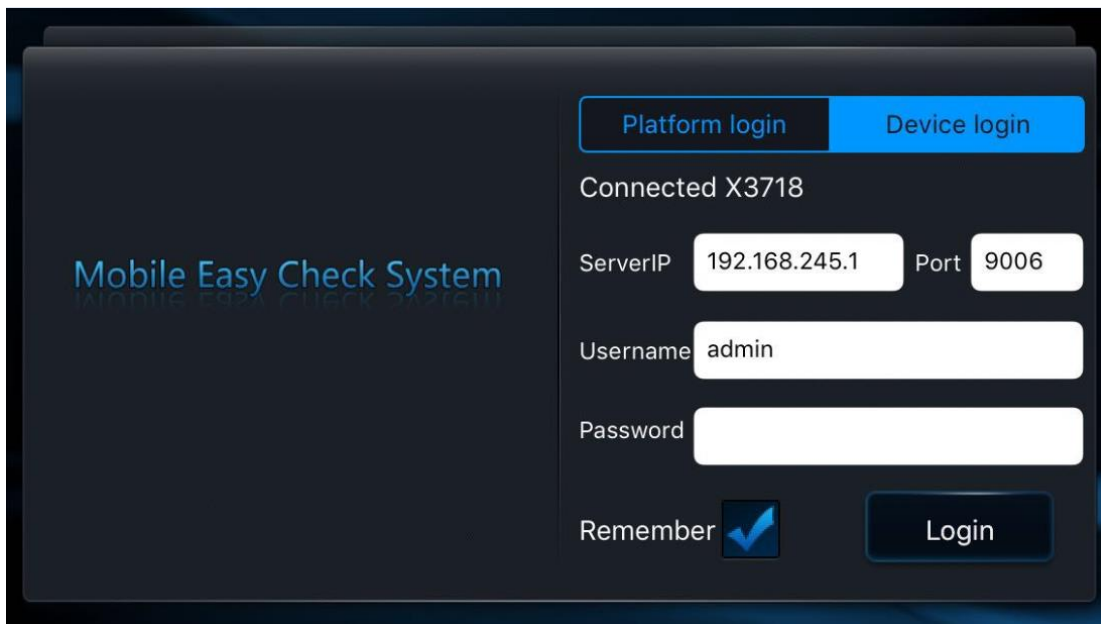 Platform login Device login
Connected X3718
Mobile Easy Check System
ServerIP 192.168.245.1 Port 9006
Username admin
Password
Remember Login